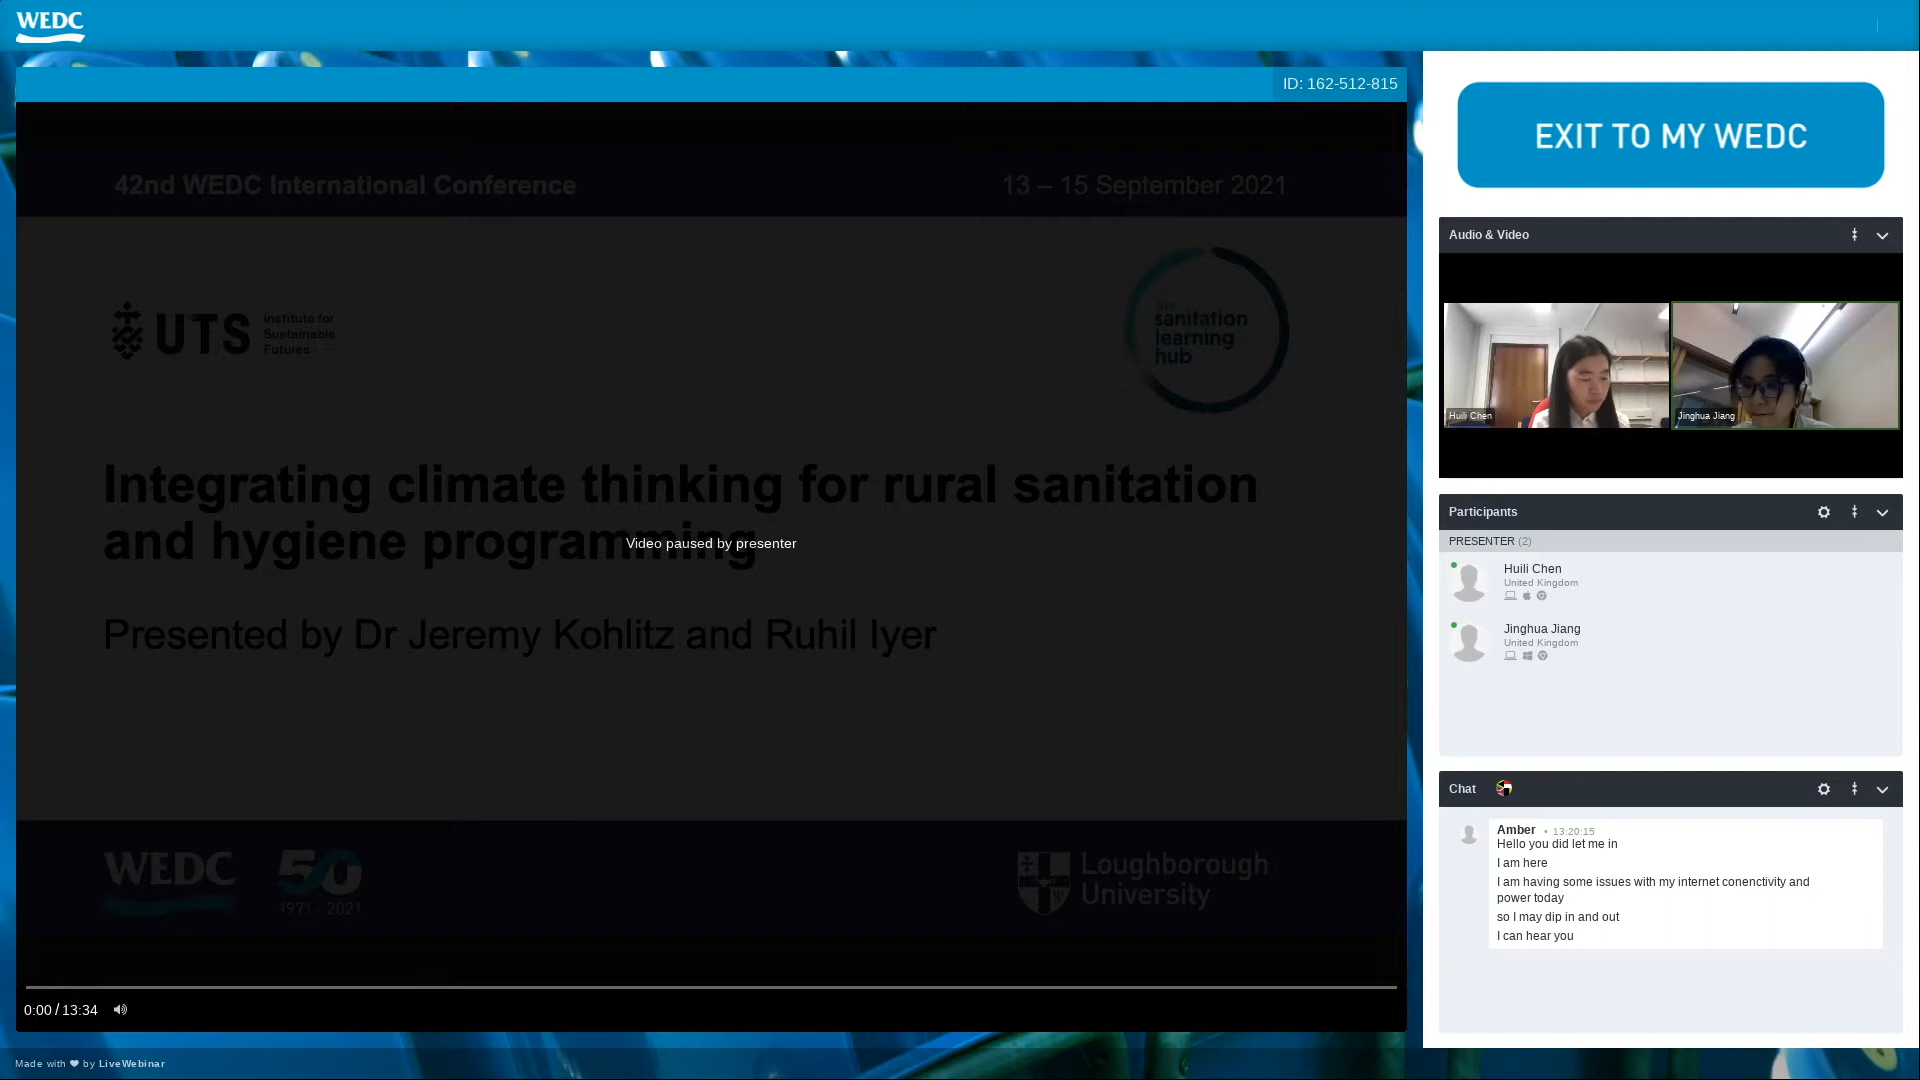 WEDC
ID: 162-512-815
42nd WEDC International Conference
13 – 15 September 2021
UTS
Institute for
Sustainable
Futures
the
sanitation
learning
hub
Integrating climate thinking for rural sanitation
and hygiene programming
Video paused by presenter
Presented by Dr Jeremy Kohlitz and Ruhil Iyer
WEDC
50
1971 – 2021
Loughborough
University
0:00 / 13:34
Made with by LiveWebinar
EXIT TO MY WEDC
Audio & Video
Huili Chen
Jinghua Jiang
Participants
PRESENTER (2)
Huili Chen
United Kingdom
Jinghua Jiang
United Kingdom
Chat
Amber • 13:20:15
Hello you did let me in
I am here
I am having some issues with my internet conenctivity and
power today
so I may dip in and out
I can hear you